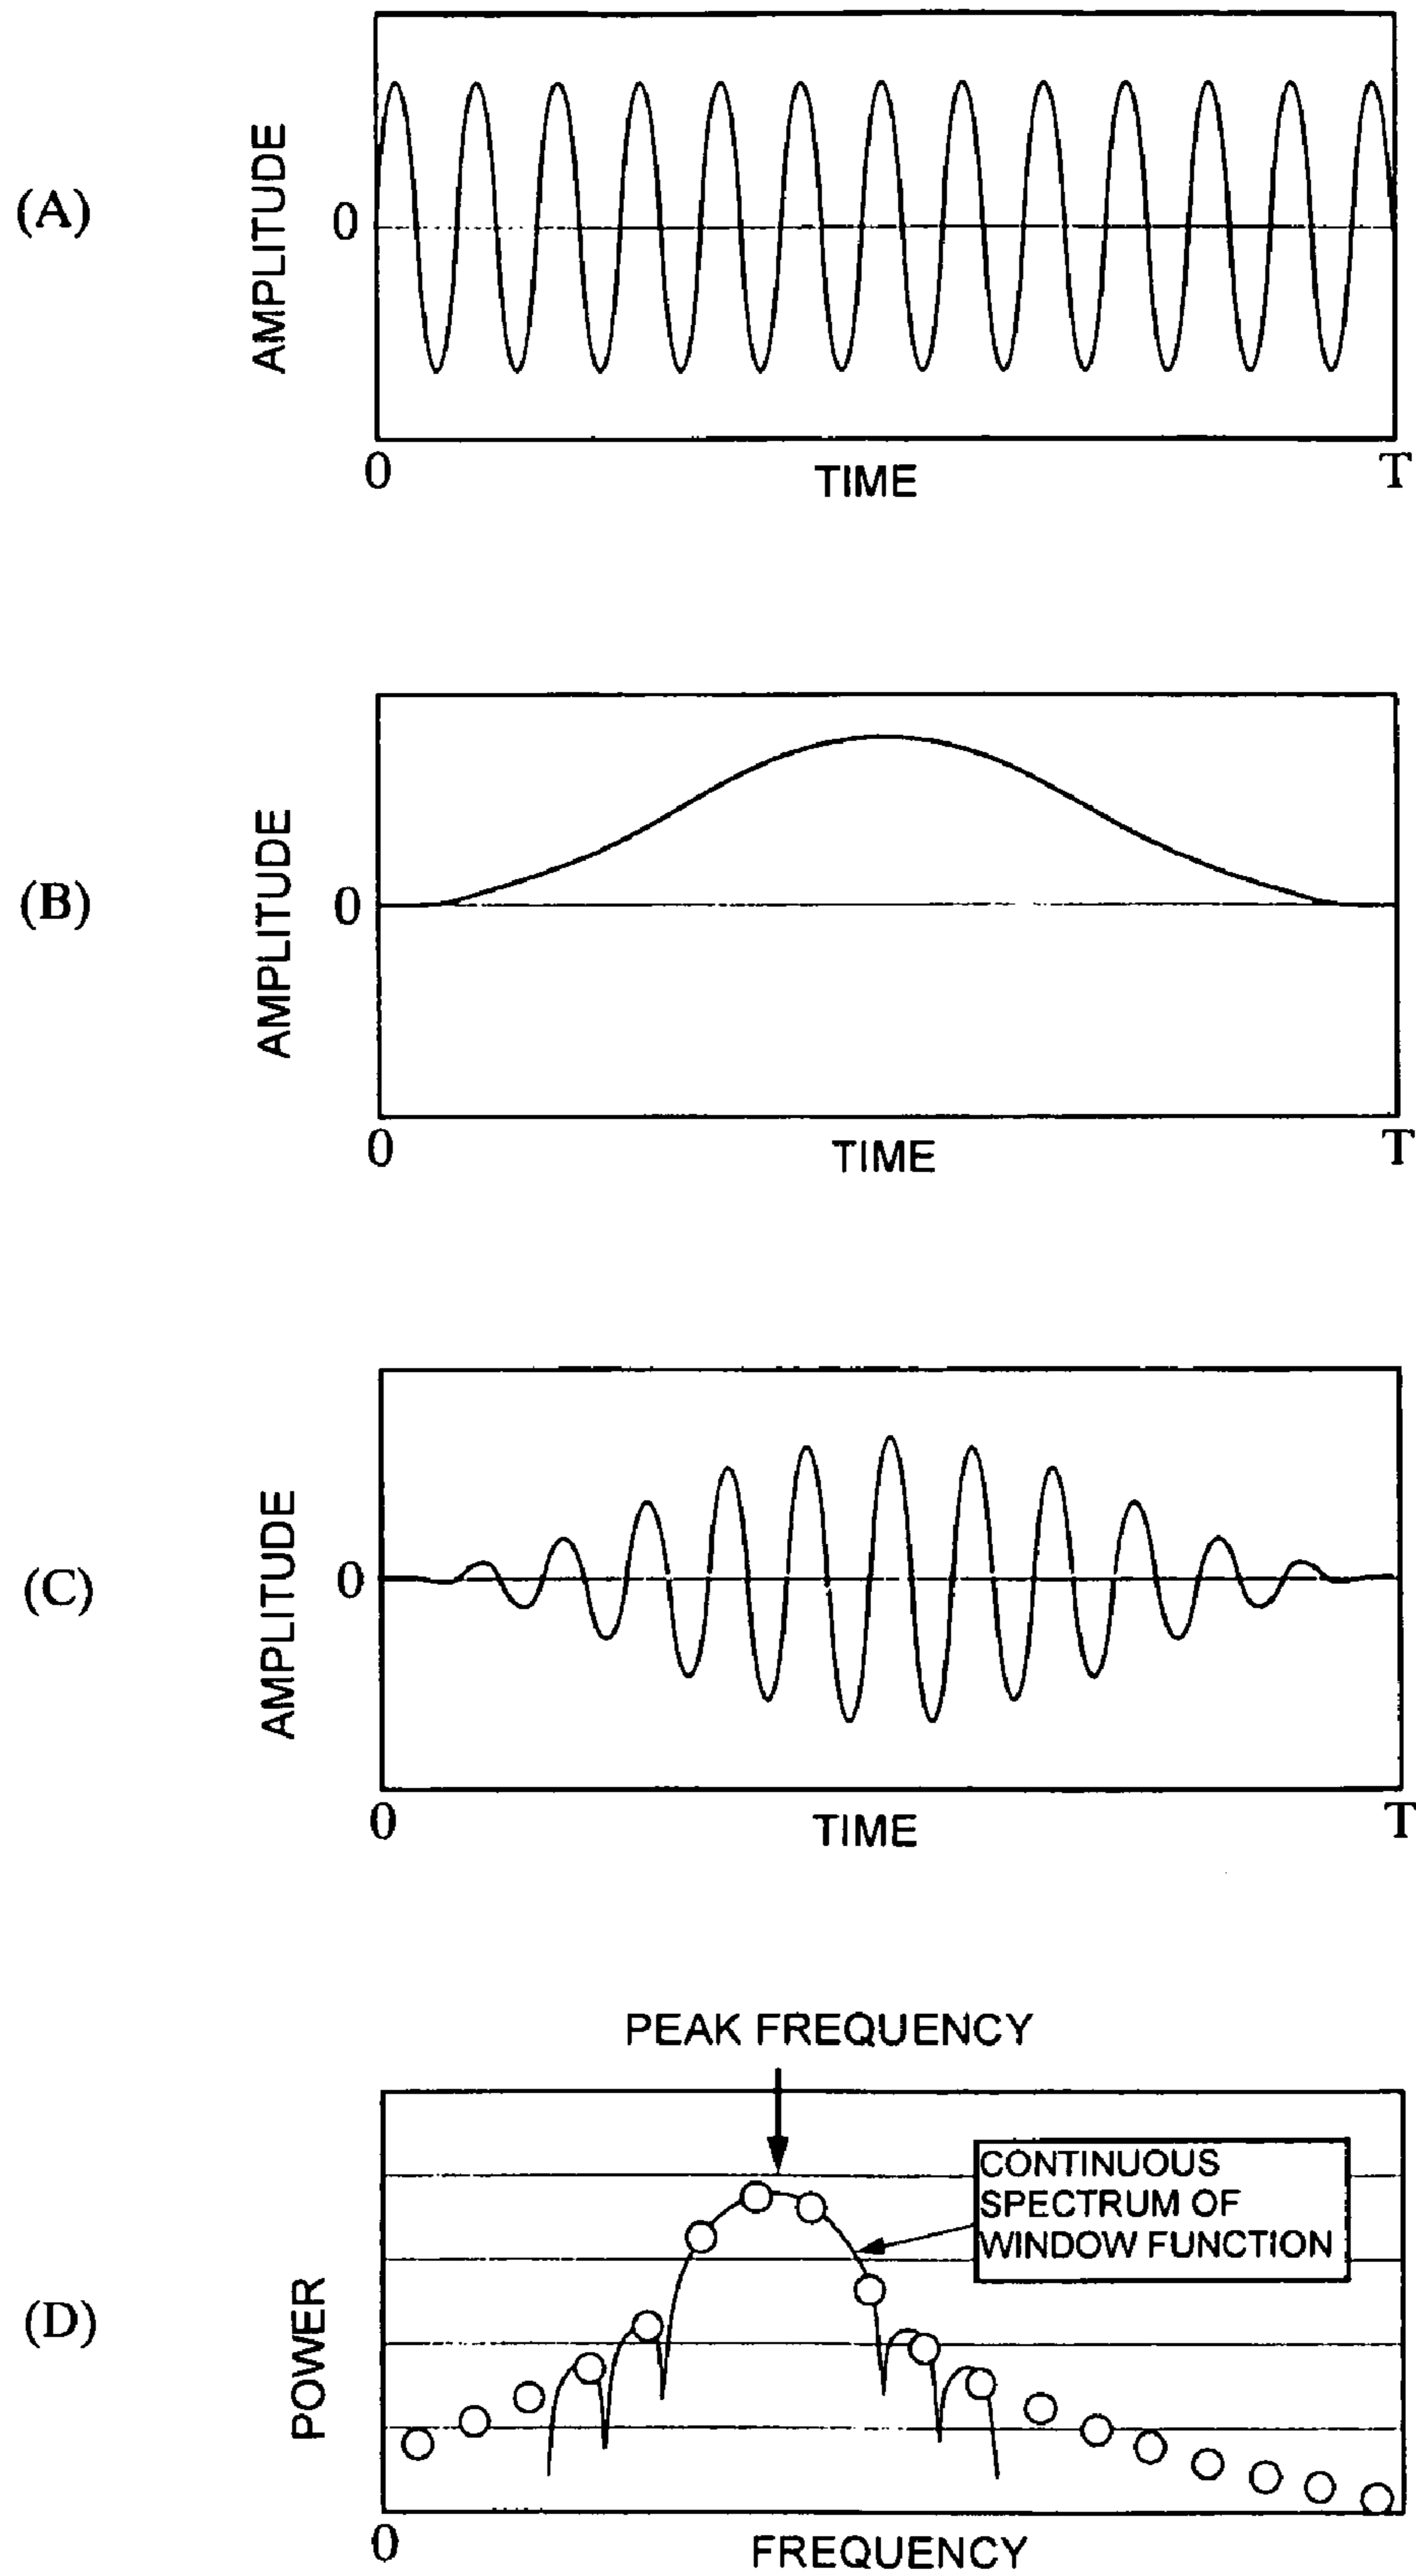 (A)
AMPLITUDE
0
0
TIME
T
(B)
AMPLITUDE
0
0
TIME
T
(C)
AMPLITUDE
0
0
TIME
T
(D)
PEAK FREQUENCY
CONTINUOUS
SPECTRUM OF
WINDOW FUNCTION
POWER
0
FREQUENCY